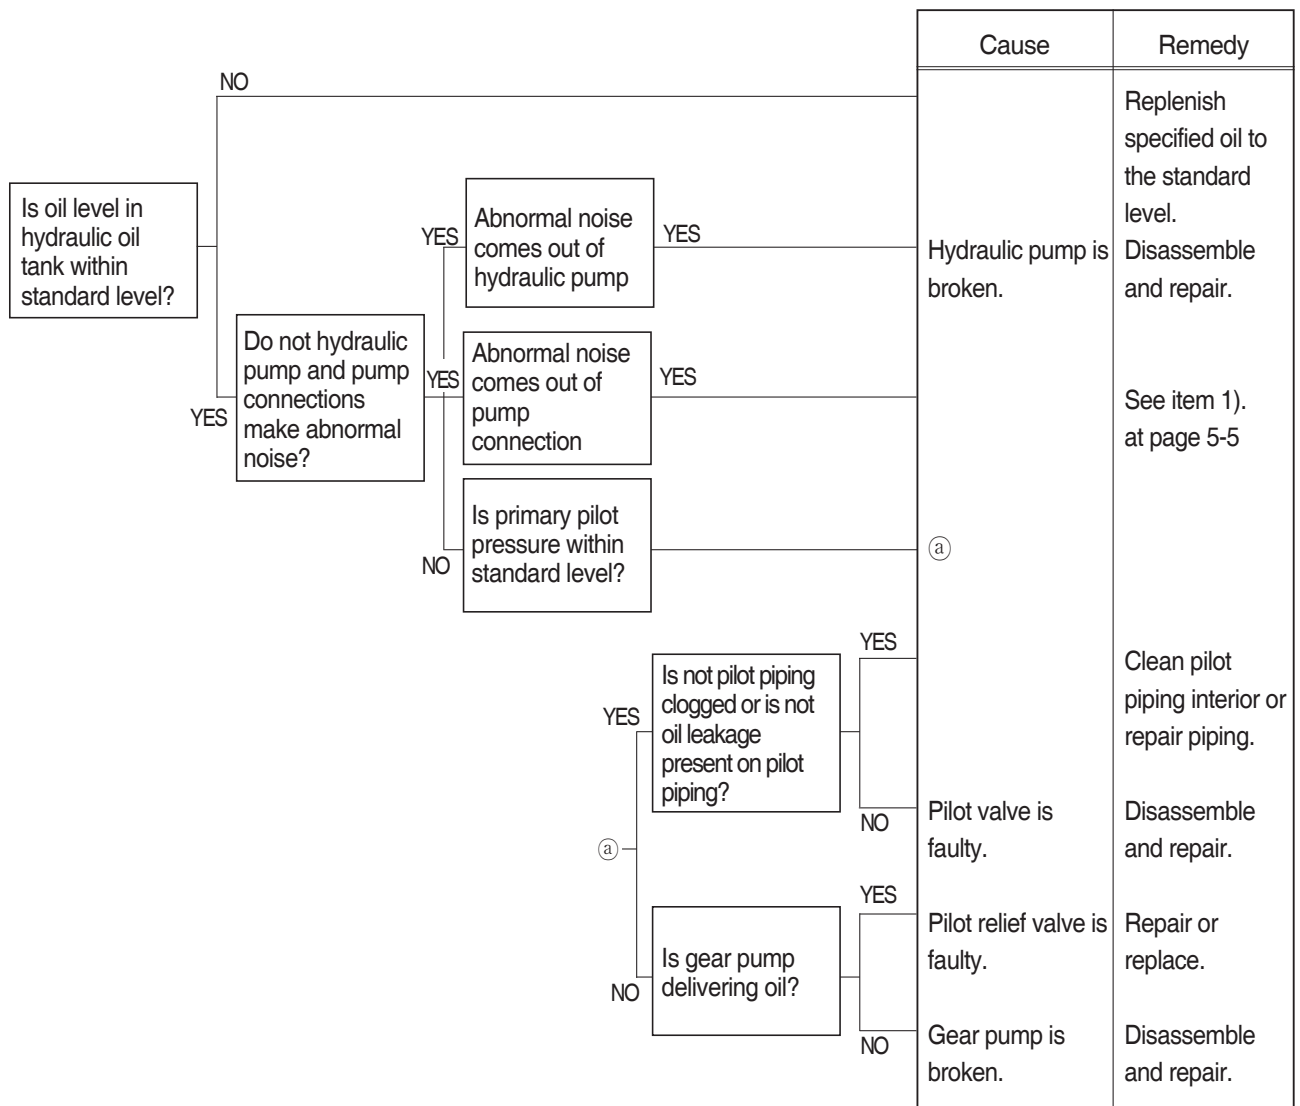 Cause
Remedy
NO
Replenish
specified oil to
the standard
level.
Is oil level in
hydraulic oil
tank within
standard level?
YES
Abnormal noise
comes out of
hydraulic pump
YES
Hydraulic pump is
broken.
Disassemble
and repair.
YES
Do not hydraulic
pump and pump
connections
make abnormal
noise?
YES
Abnormal noise
comes out of
pump
connection
YES
See item 1).
at page 5-5
NO
Is primary pilot
pressure within
standard level?
ⓐ
ⓐ
YES
Is not pilot piping
clogged or is not
oil leakage
present on pilot
piping?
YES
Clean pilot
piping interior or
repair piping.
NO
Pilot valve is
faulty.
Disassemble
and repair.
NO
Is gear pump
delivering oil?
YES
Pilot relief valve is
faulty.
Repair or
replace.
NO
Gear pump is
broken.
Disassemble
and repair.